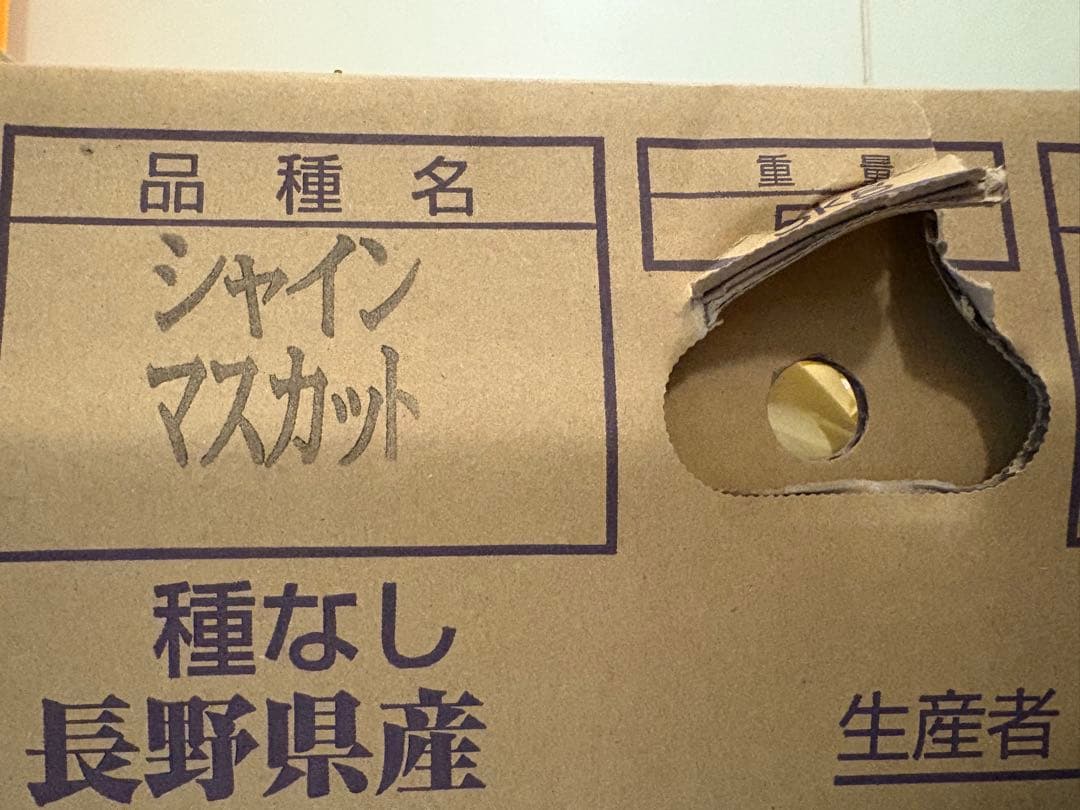 品種名
シャイン
マスカット
重量
5KG
種なし
長野県産
生産者